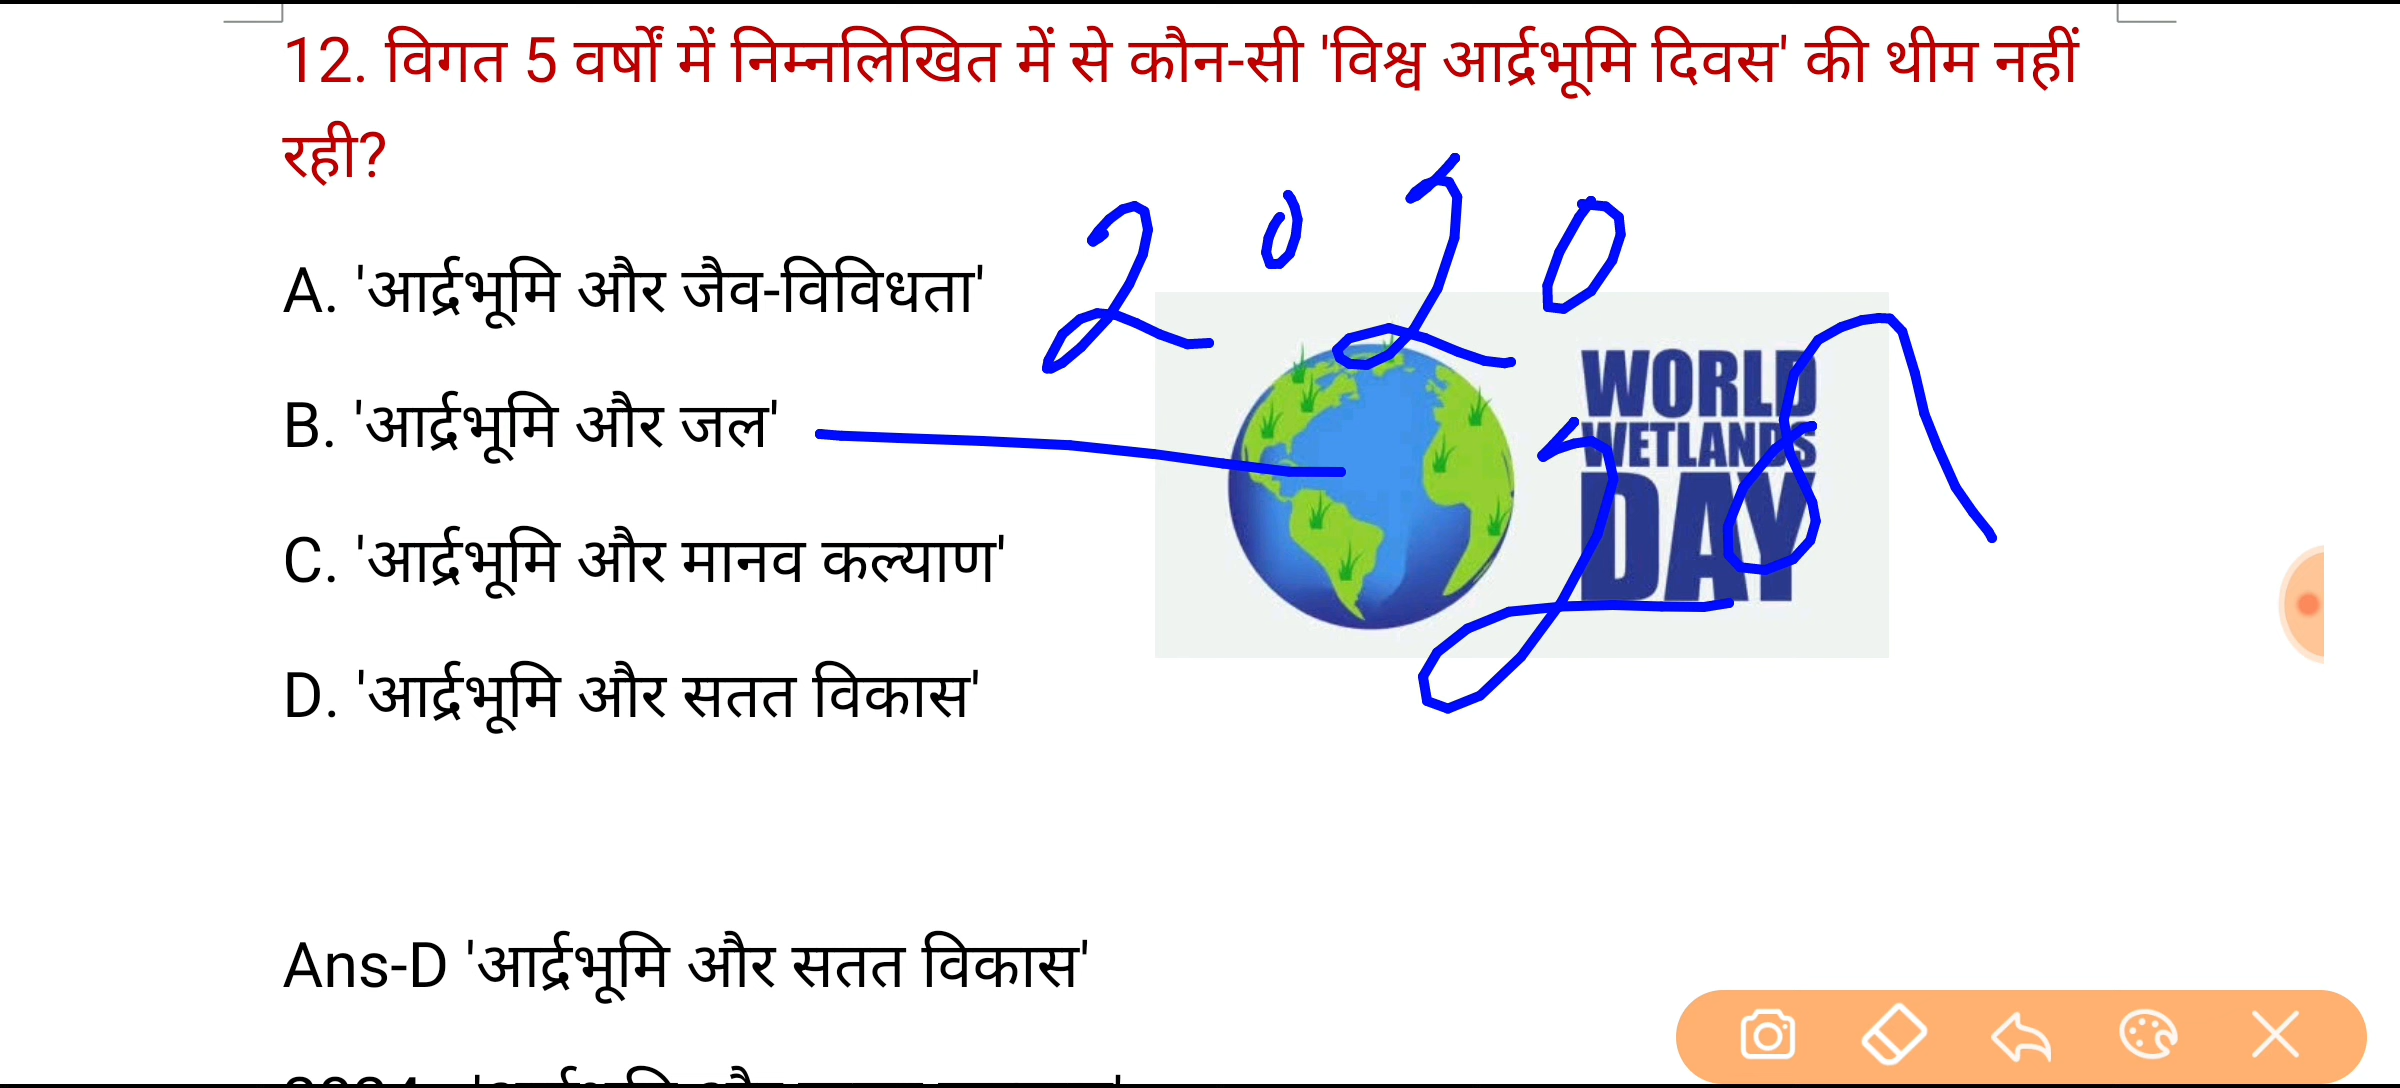 12. विगत 5 वर्षों में निम्नलिखित में से कौन-सी 'विश्व आर्द्रभूमि दिवस' की थीम नहीं
रही?
2020
A. 'आर्द्रभूमि और जैव-विविधता'
B. 'आर्द्रभूमि और जल'
C. 'आर्द्रभूमि और मानव कल्याण'
D. 'आर्द्रभूमि और सतत विकास'
WORLD
WETLANDS
DAY
Ans-D 'आर्द्रभूमि और सतत विकास'